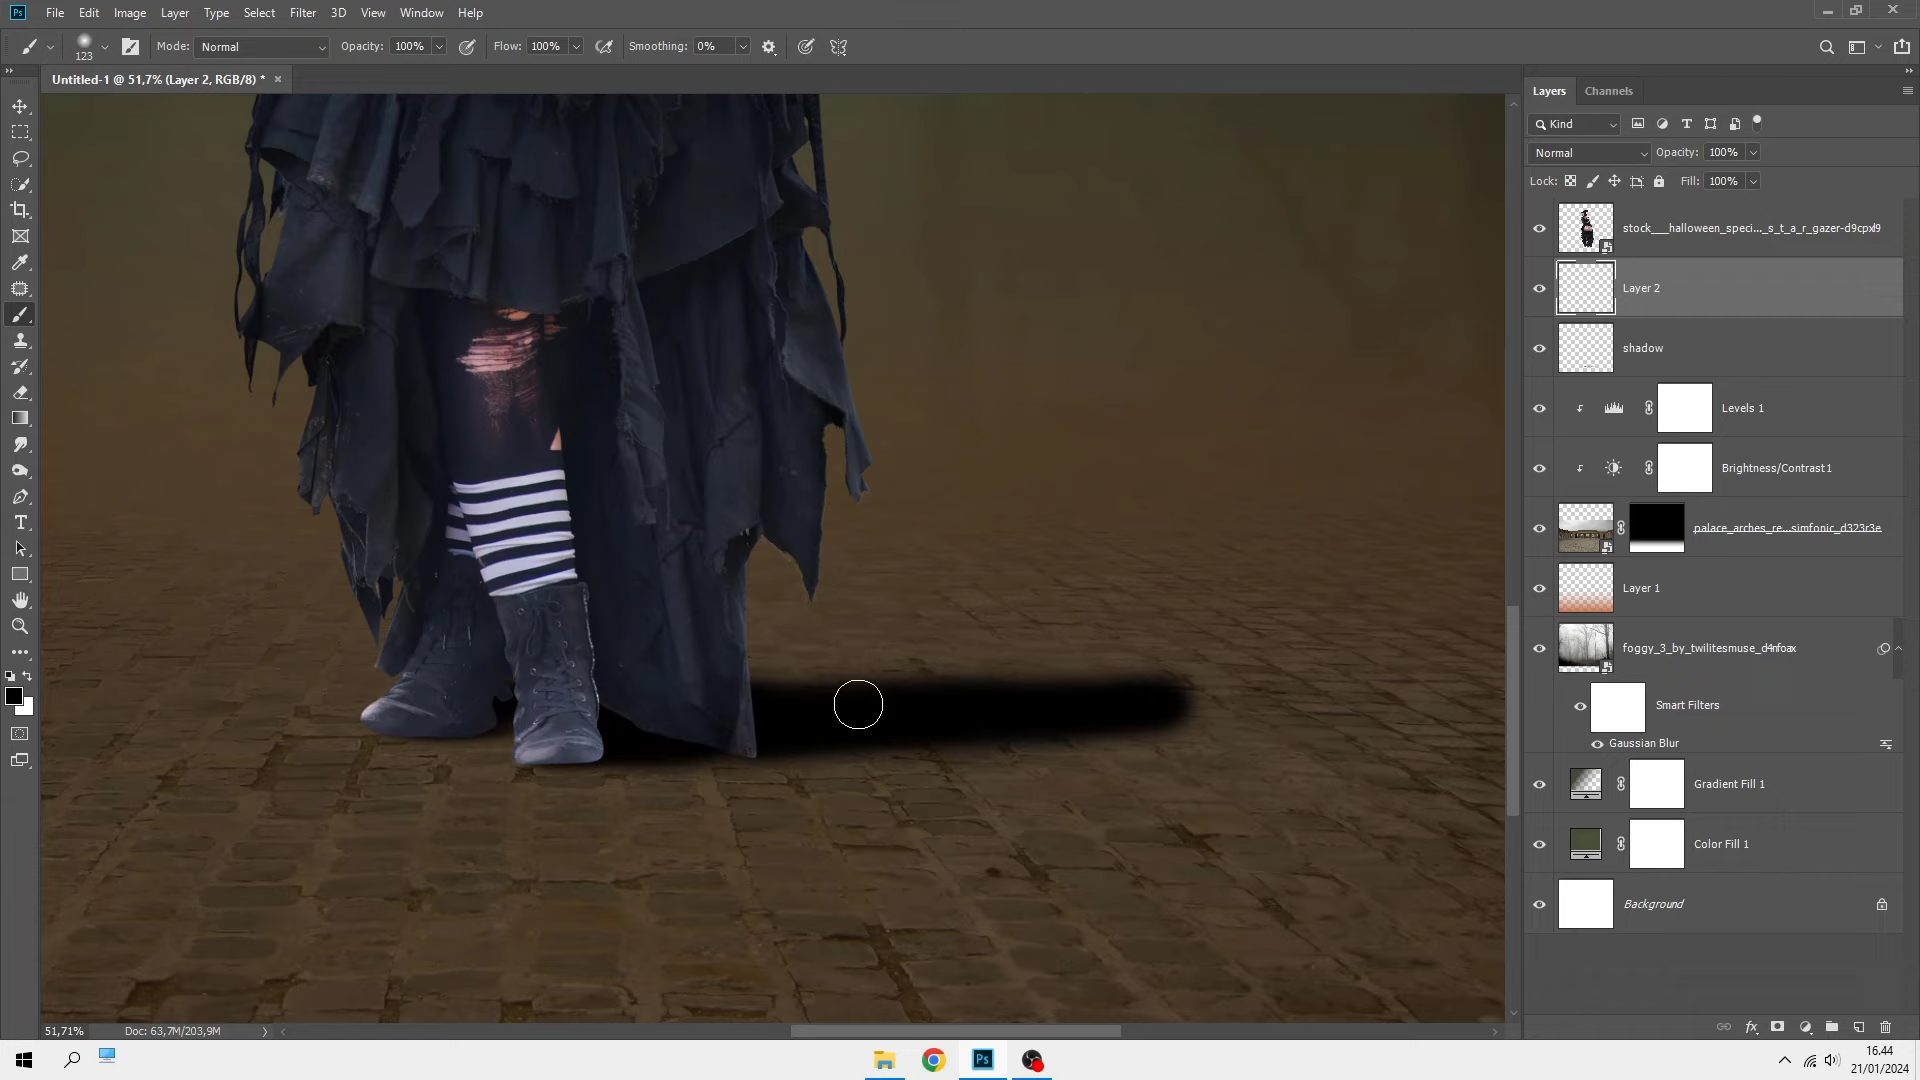 Ps File Edit Image Layer Type Select Filter 3D View Window Help
123 Mode: Normal Opacity: 100% Flow: 100% Smoothing: 0%
Untitled-1 @ 51,7% (Layer 2, RGB/8) *
Layers Channels
Kind
Normal Opacity: 100%
Lock: Fill: 100%
stock___halloween_speci..._s_t_a_r_gazer-d9cpxl9
Layer 2
shadow
Levels 1
Brightness/Contrast 1
palace_arches_re...simfonic_d323r3e
Layer 1
foggy_3_by_twilitesmuse_d4nfoax
Smart Filters
Gaussian Blur
Gradient Fill 1
Color Fill 1
Background
51,71% Doc: 63,7M/203,9M
Ps
16.44
21/01/2024